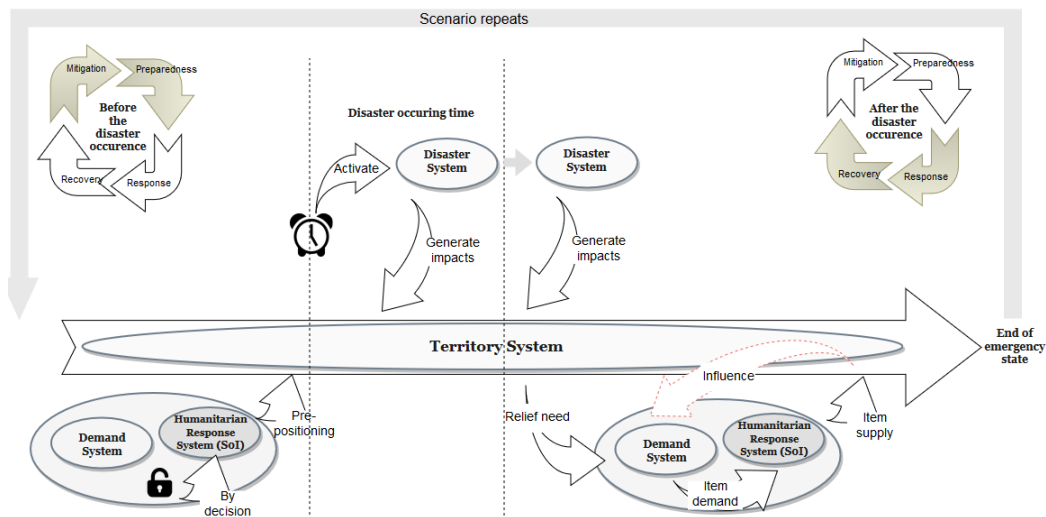 Scenario repeats
Mitigation
Preparedness
Before
the
disaster
occurence
Recovery
Response
Disaster occuring time
Activate
Disaster
System
Disaster
System
Generate
impacts
Generate
impacts
Mitigation
Preparedness
After the
disaster
occurence
Recovery
Response
Territory System
End of
emergency
state
Influence
Demand
System
Humanitarian
Response
System (SoI)
Pre-
positioning
By
decision
Relief need
Demand
System
Humanitarian
Response
System (SoI)
Item
demand
Item
supply